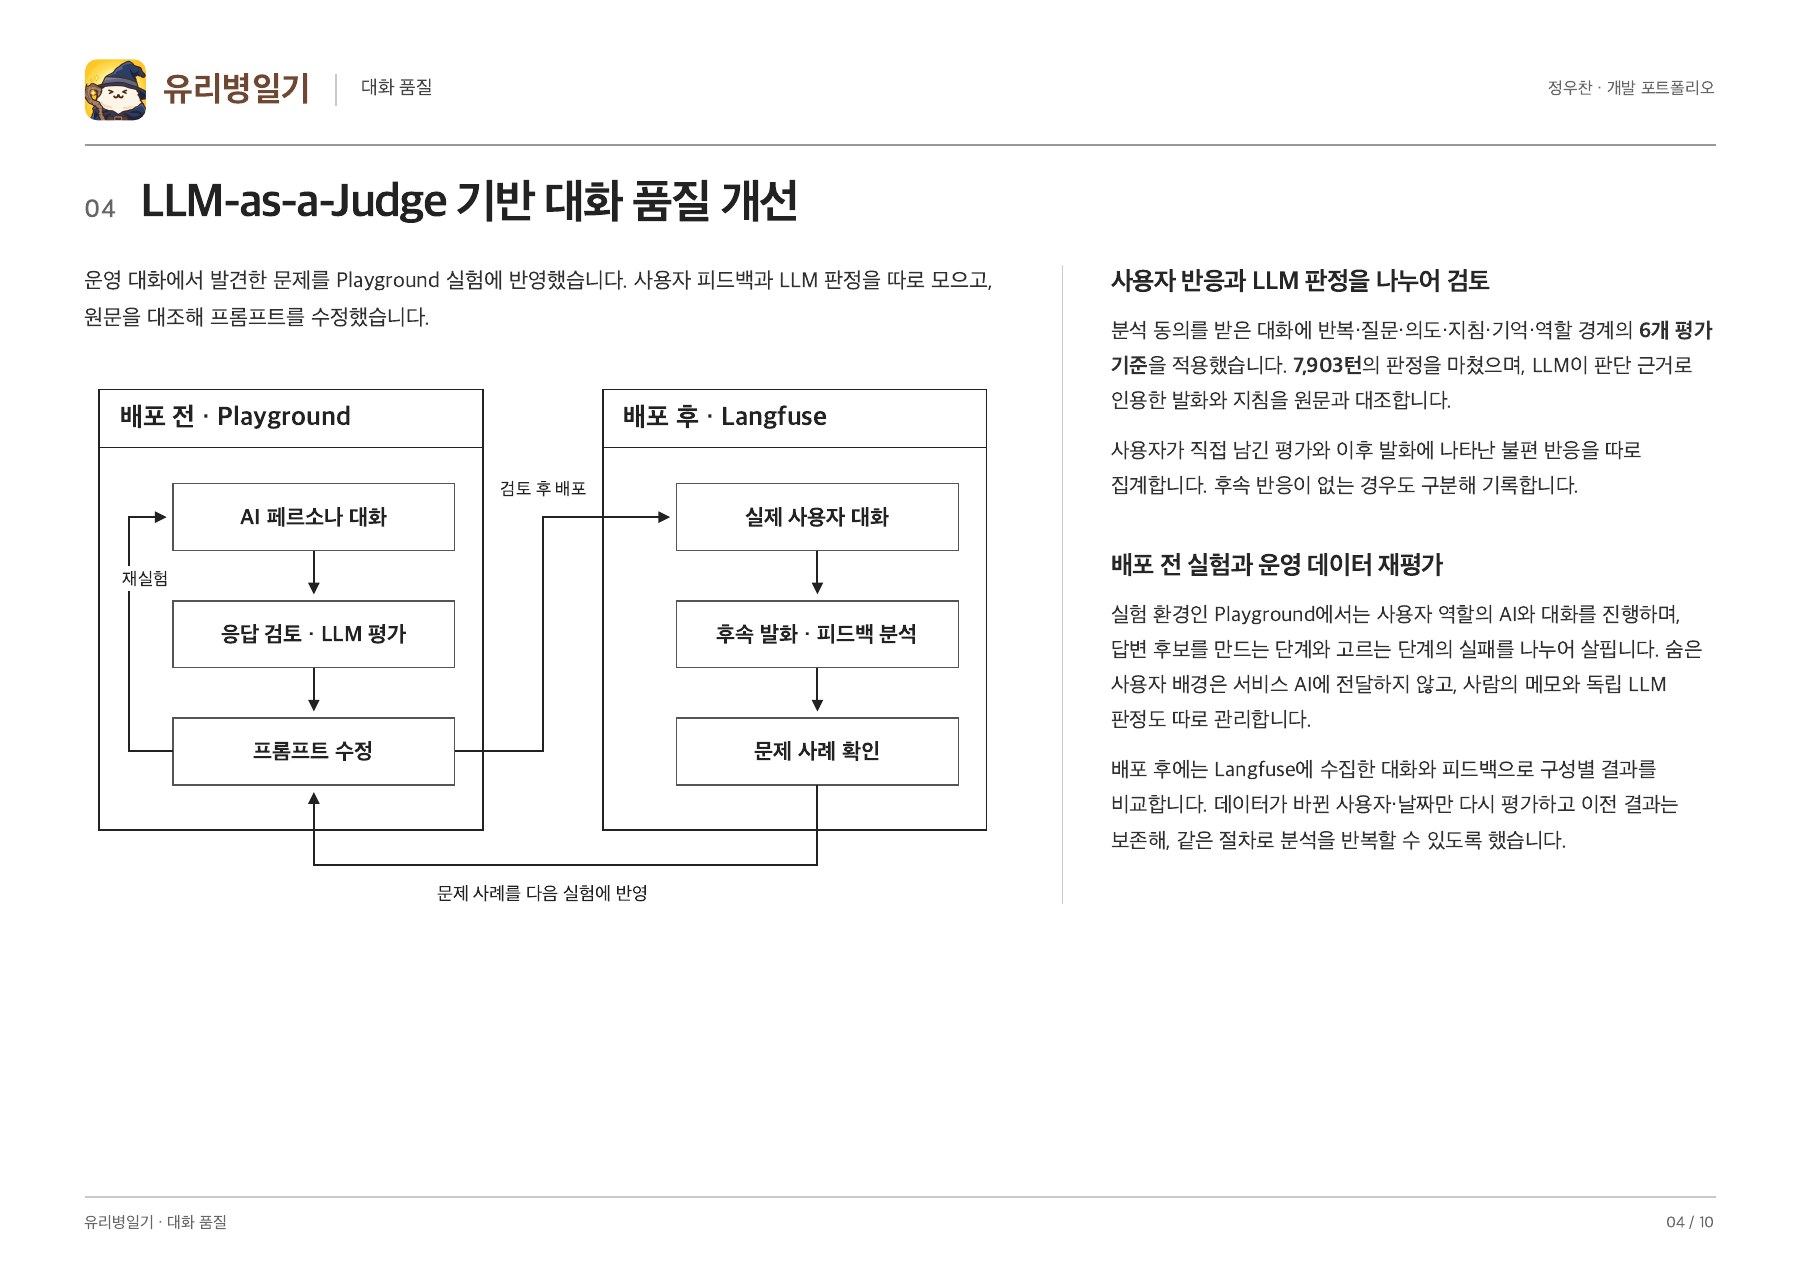 유리병일기
대화 품질
정우찬 · 개발 포트폴리오
04 LLM-as-a-Judge 기반 대화 품질 개선
운영 대화에서 발견한 문제를 Playground 실험에 반영했습니다. 사용자 피드백과 LLM 판정을 따로 모으고,
원문을 대조해 프롬프트를 수정했습니다.
배포 전 · Playground
AI 페르소나 대화
재실험
응답 검토 · LLM 평가
프롬프트 수정
검토 후 배포
배포 후 · Langfuse
실제 사용자 대화
후속 발화 · 피드백 분석
문제 사례 확인
문제 사례를 다음 실험에 반영
사용자 반응과 LLM 판정을 나누어 검토
분석 동의를 받은 대화에 반복·질문·의도·지침·기억·역할 경계의 6개 평가
기준을 적용했습니다. 7,903턴의 판정을 마쳤으며, LLM이 판단 근거로
인용한 발화와 지침을 원문과 대조합니다.
사용자가 직접 남긴 평가와 이후 발화에 나타난 불편 반응을 따로
집계합니다. 후속 반응이 없는 경우도 구분해 기록합니다.
배포 전 실험과 운영 데이터 재평가
실험 환경인 Playground에서는 사용자 역할의 AI와 대화를 진행하며,
답변 후보를 만드는 단계와 고르는 단계의 실패를 나누어 살핍니다. 숨은
사용자 배경은 서비스 AI에 전달하지 않고, 사람의 메모와 독립 LLM
판정도 따로 관리합니다.
배포 후에는 Langfuse에 수집한 대화와 피드백으로 구성별 결과를
비교합니다. 데이터가 바뀐 사용자·날짜만 다시 평가하고 이전 결과는
보존해, 같은 절차로 분석을 반복할 수 있도록 했습니다.
유리병일기 · 대화 품질
04 / 10